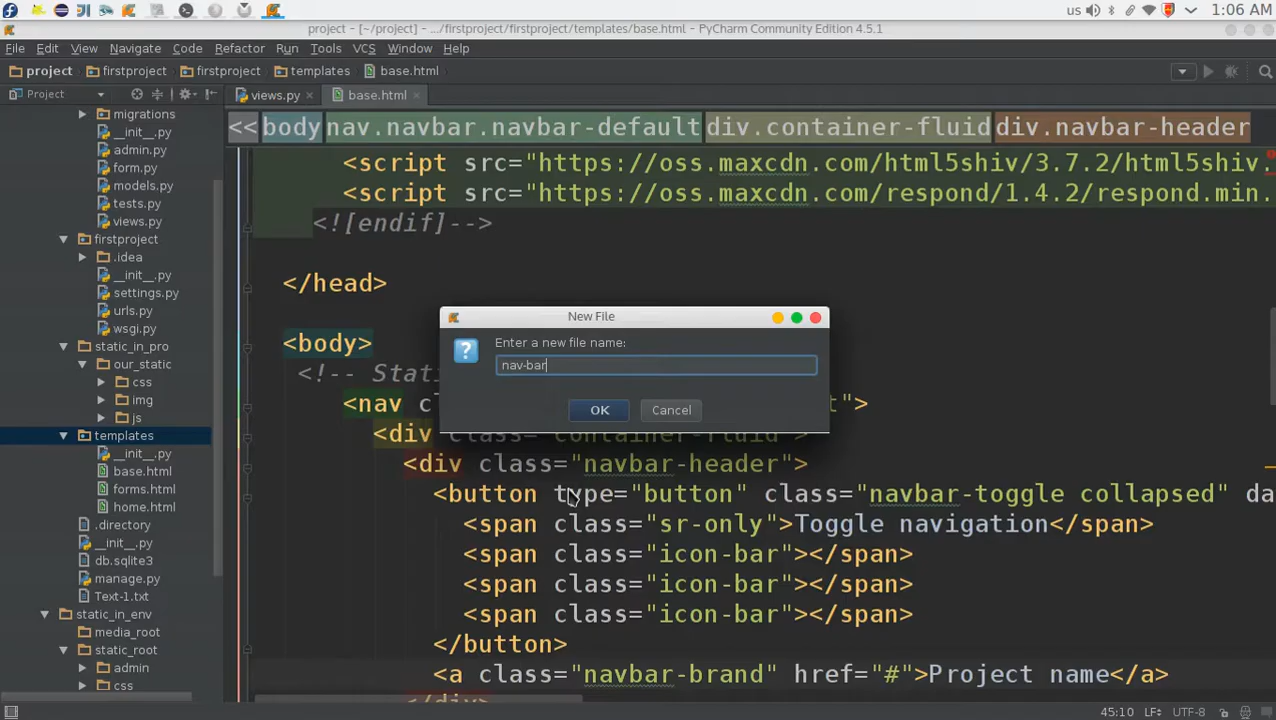 us 1:06 AM
project - [~/project] - .../firstproject/firstproject/templates/base.html - PyCharm Community Edition 4.5.1
File Edit View Navigate Code Refactor Run Tools VCS Window Help
project firstproject firstproject templates base.html
Project views.py base.html
<< body nav.navbar.navbar-default div.container-fluid div.navbar-header
migrations
__init__.py
admin.py
form.py
models.py
tests.py
views.py
firstproject
.idea
__init__.py
settings.py
urls.py
wsgi.py
static_in_pro
our_static
css
img
js
templates
__init__.py
base.html
forms.html
home.html
.directory
__init__.py
db.sqlite3
manage.py
Text-1.txt
static_in_env
media_root
static_root
admin
css
<script src="https://oss.maxcdn.com/html5shiv/3.7.2/html5shiv.
<script src="https://oss.maxcdn.com/respond/1.4.2/respond.min.
<![endif]-->
</head>
<body>
<!-- Stat
<nav c t">
<div class="container-fluid">
<div class="navbar-header">
<button type="button" class="navbar-toggle collapsed" da
<span class="sr-only">Toggle navigation</span>
<span class="icon-bar"></span>
<span class="icon-bar"></span>
<span class="icon-bar"></span>
</button>
<a class="navbar-brand" href="#">Project name</a>
</div>
New File
Enter a new file name:
nav-bar
OK Cancel
45:10 LF UTF-8